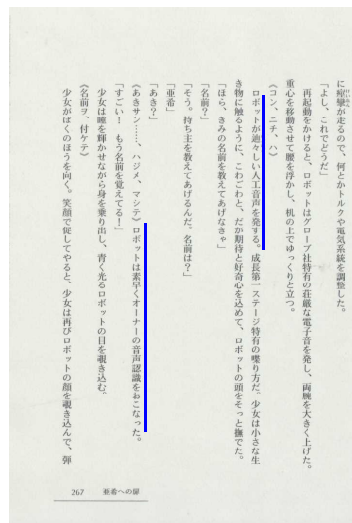 に痙攣が走るので、何とかトルクや電気系統を調整した。
「よし、これでどうだ」
再起動をかけると、ロボットはグローブ社特有の荘厳な電子音を発し、両腕を大きく上げた。
重心を移動させて腰を浮かし、机の上でゆっくりと立つ。
《コン、ニチ、ハ》
ロボットが辿々しい人工音声を発する。成長第一ステージ特有の喋り方だ。少女は小さな生
き物に触るように、こわごわと、だが期待と好奇心を込めて、ロボットの頭をそっと撫でた。
「ほら、きみの名前を教えてあげなきゃ」
「名前？」
「そう。持ち主を教えてあげるんだ。名前は？」
「亜希」
「あき？」
《あきサン……、ハジメ、マシテ》ロボットは素早くオーナーの音声認識をおこなった。
「すごい！　もう名前を覚えてる！」
少女は瞳を輝かせながら身を乗り出し、青く光るロボットの目を覗き込む。
《名前ヲ、付ケテ》
少女がぼくのほうを向く。笑顔で促してやると、少女は再びロボットの顔を覗き込んで、弾
267　亜希への扉